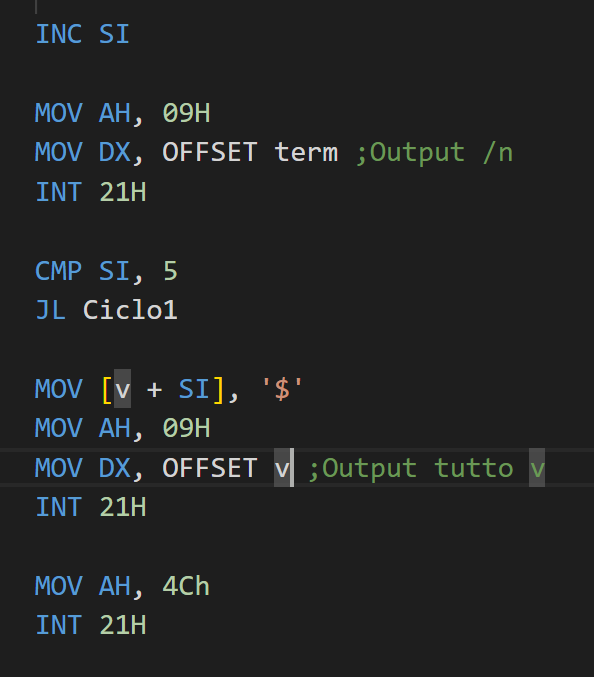 INC SI
MOV AH, 09H
MOV DX, OFFSET term ;Output /n
INT 21H
CMP SI, 5
JL Ciclo1
MOV [v + SI], '$'
MOV AH, 09H
MOV DX, OFFSET v ;Output tutto v
INT 21H
MOV AH, 4Ch
INT 21H